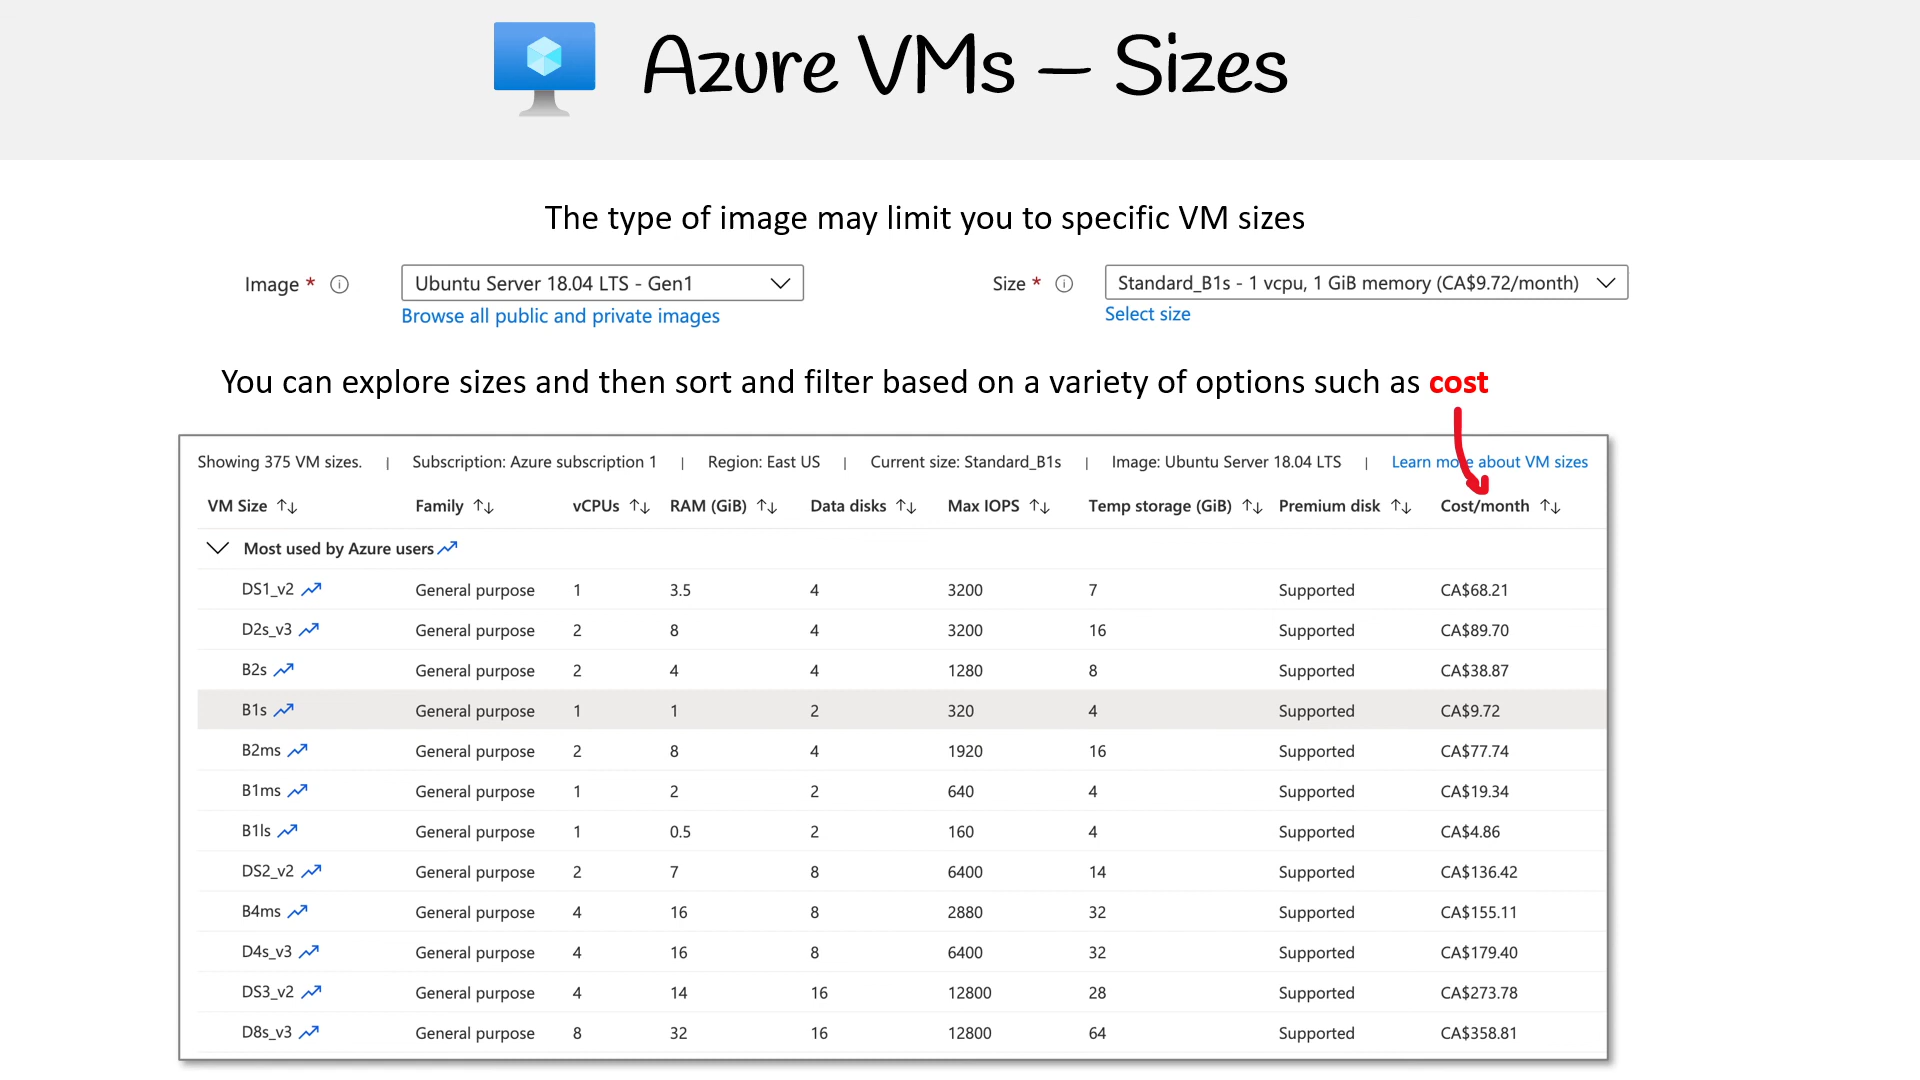 Azure VMs – Sizes
The type of image may limit you to specific VM sizes
Image * Ubuntu Server 18.04 LTS - Gen1 Size * Standard_B1s - 1 vcpu, 1 GiB memory (CA$9.72/month)
Browse all public and private images Select size
You can explore sizes and then sort and filter based on a variety of options such as cost
Showing 375 VM sizes. | Subscription: Azure subscription 1 | Region: East US | Current size: Standard_B1s | Image: Ubuntu Server 18.04 LTS | Learn more about VM sizes
VM Size Family vCPUs RAM (GiB) Data disks Max IOPS Temp storage (GiB) Premium disk Cost/month
Most used by Azure users
DS1_v2 General purpose 1 3.5 4 3200 7 Supported CA$68.21
D2s_v3 General purpose 2 8 4 3200 16 Supported CA$89.70
B2s General purpose 2 4 4 1280 8 Supported CA$38.87
B1s General purpose 1 1 2 320 4 Supported CA$9.72
B2ms General purpose 2 8 4 1920 16 Supported CA$77.74
B1ms General purpose 1 2 2 640 4 Supported CA$19.34
B1ls General purpose 1 0.5 2 160 4 Supported CA$4.86
DS2_v2 General purpose 2 7 8 6400 14 Supported CA$136.42
B4ms General purpose 4 16 8 2880 32 Supported CA$155.11
D4s_v3 General purpose 4 16 8 6400 32 Supported CA$179.40
DS3_v2 General purpose 4 14 16 12800 28 Supported CA$273.78
D8s_v3 General purpose 8 32 16 12800 64 Supported CA$358.81